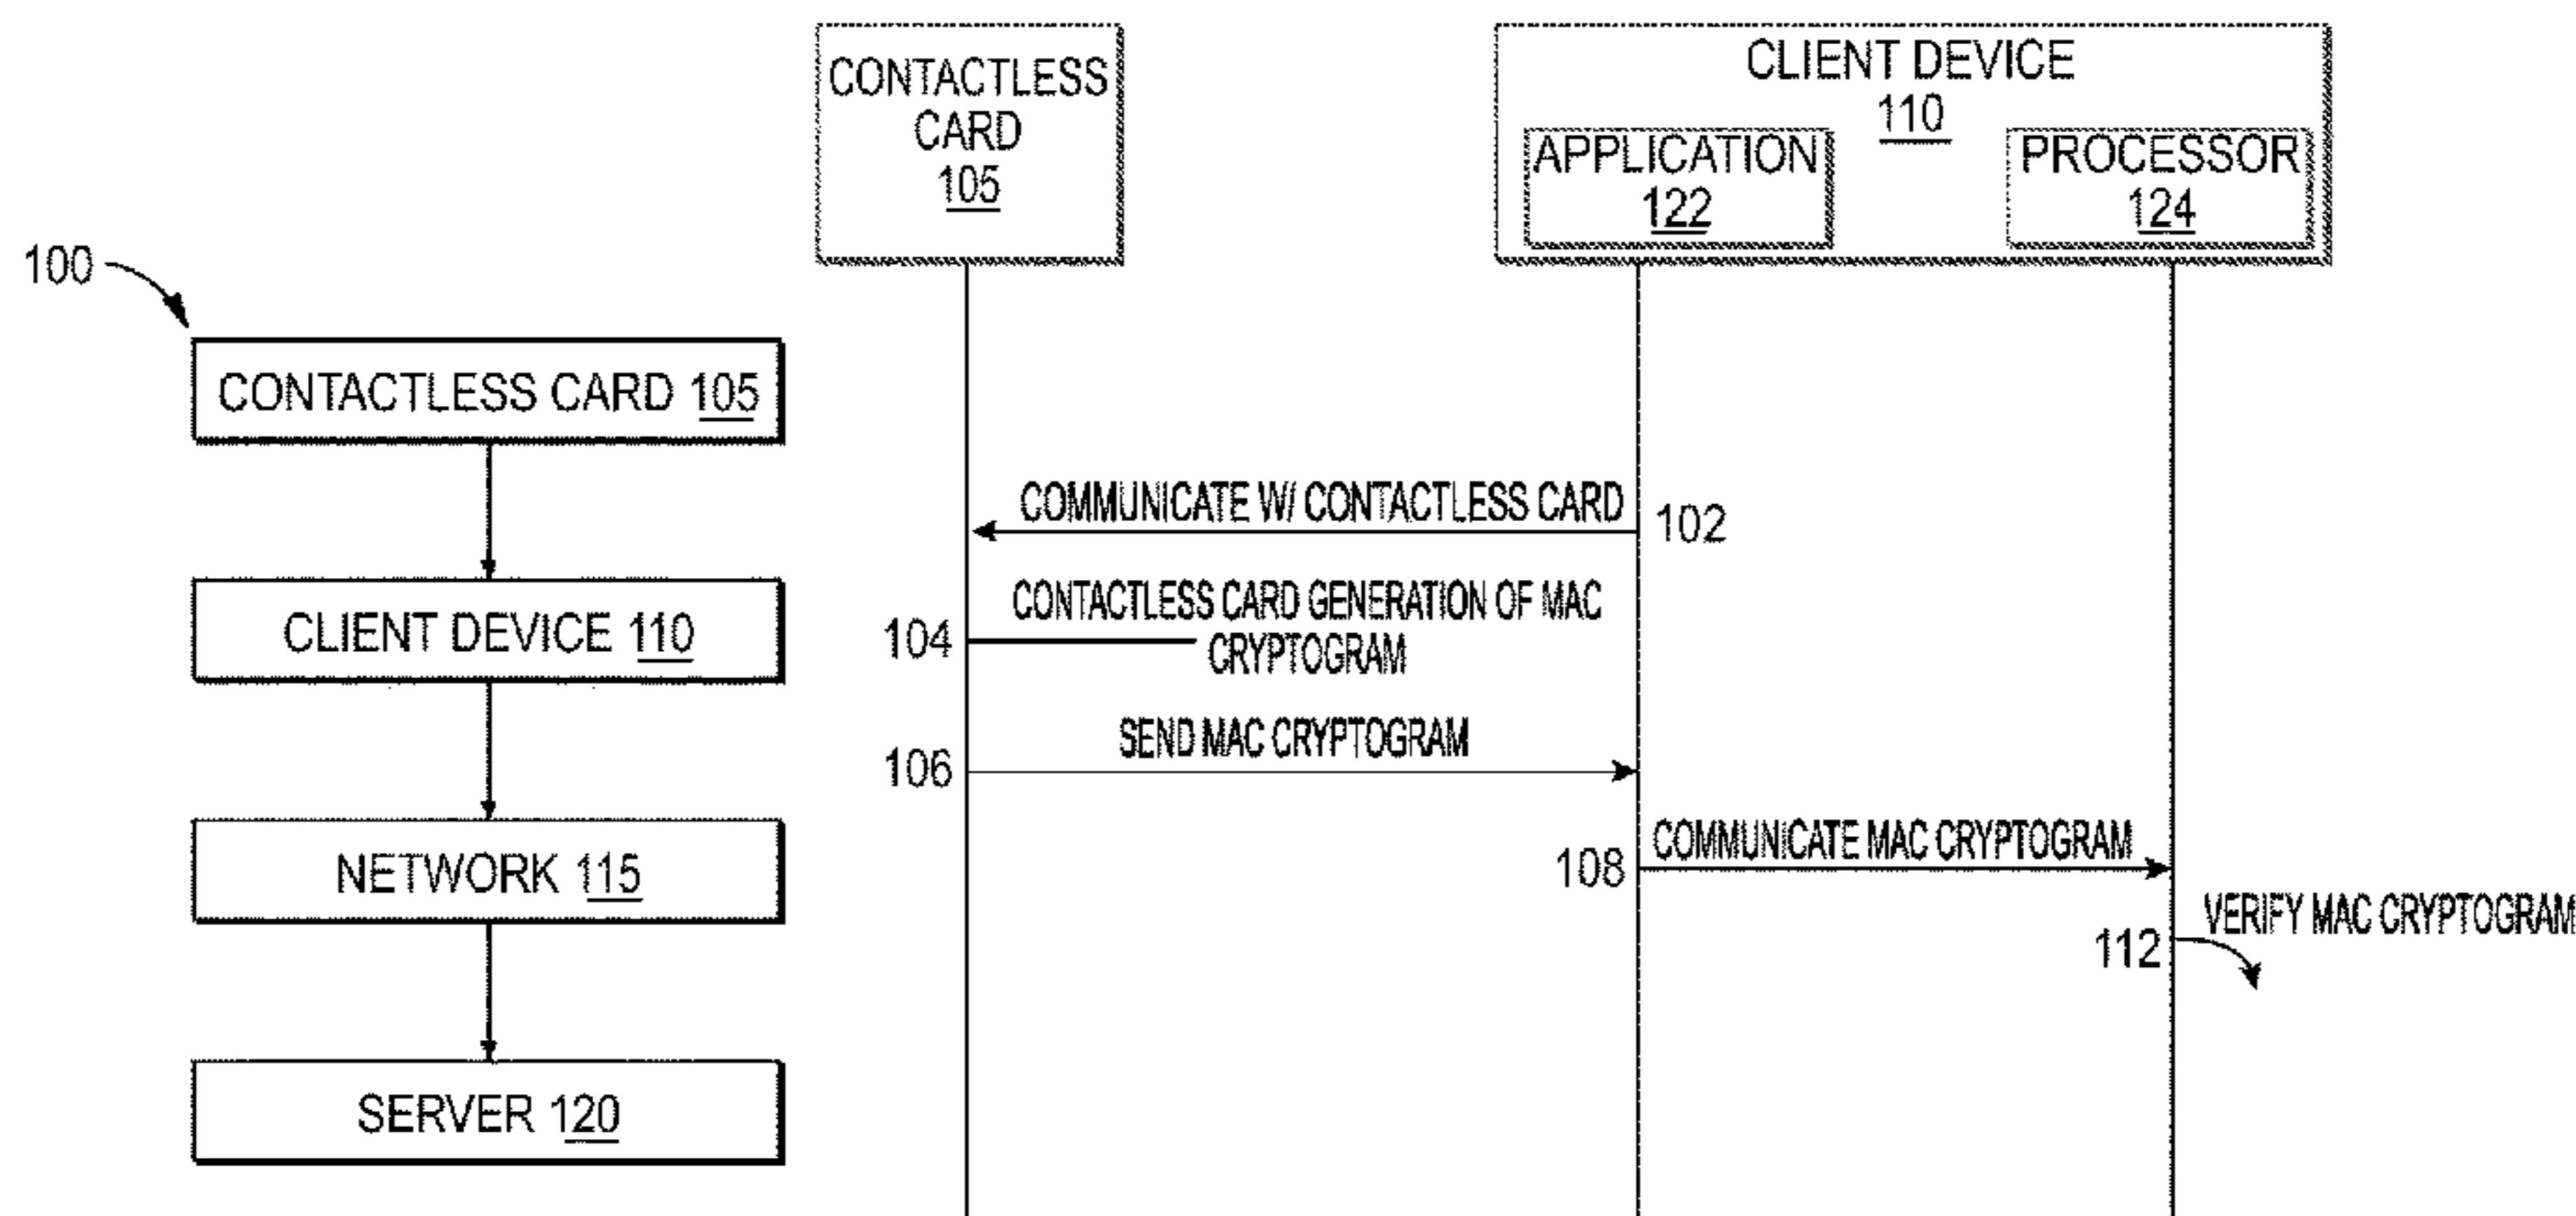 100
CONTACTLESS CARD 105
CLIENT DEVICE 110
NETWORK 115
SERVER 120
CONTACTLESS
CARD
105
CLIENT DEVICE
110
APPLICATION
122
PROCESSOR
124
COMMUNICATE W/ CONTACTLESS CARD
102
CONTACTLESS CARD GENERATION OF MAC
CRYPTOGRAM
104
SEND MAC CRYPTOGRAM
106
COMMUNICATE MAC CRYPTOGRAM
108
VERIFY MAC CRYPTOGRAM
112